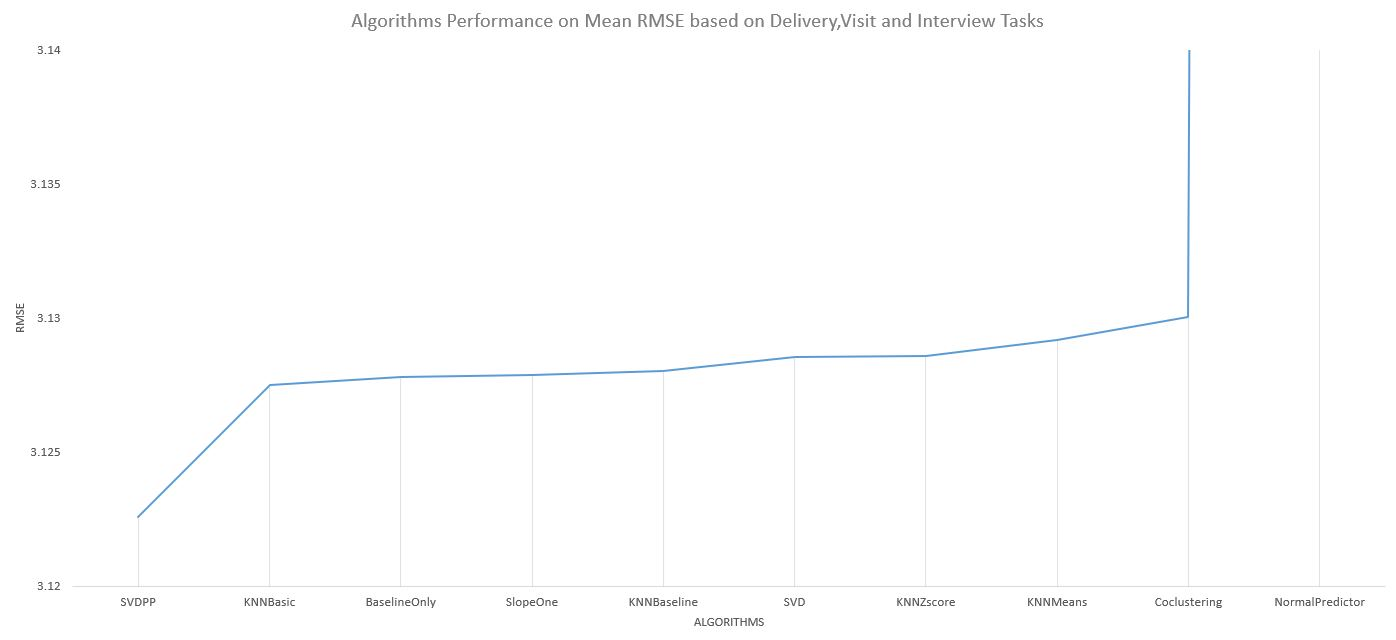 Algorithms Performance on Mean RMSE based on Delivery,Visit and Interview Tasks
3.14
3.135
3.13
3.125
3.12
RMSE
SVDPP KNNBasic BaselineOnly SlopeOne KNNBaseline SVD KNNZscore KNNMeans Coclustering NormalPredictor
ALGORITHMS